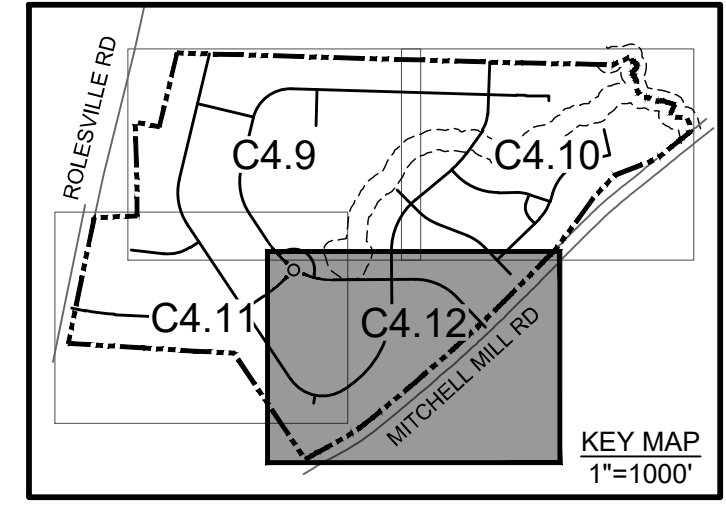 ROLESVILLE RD
C4.9
C4.10
C4.11
C4.12
MITCHELL MILL RD
KEY MAP
1"=1000'